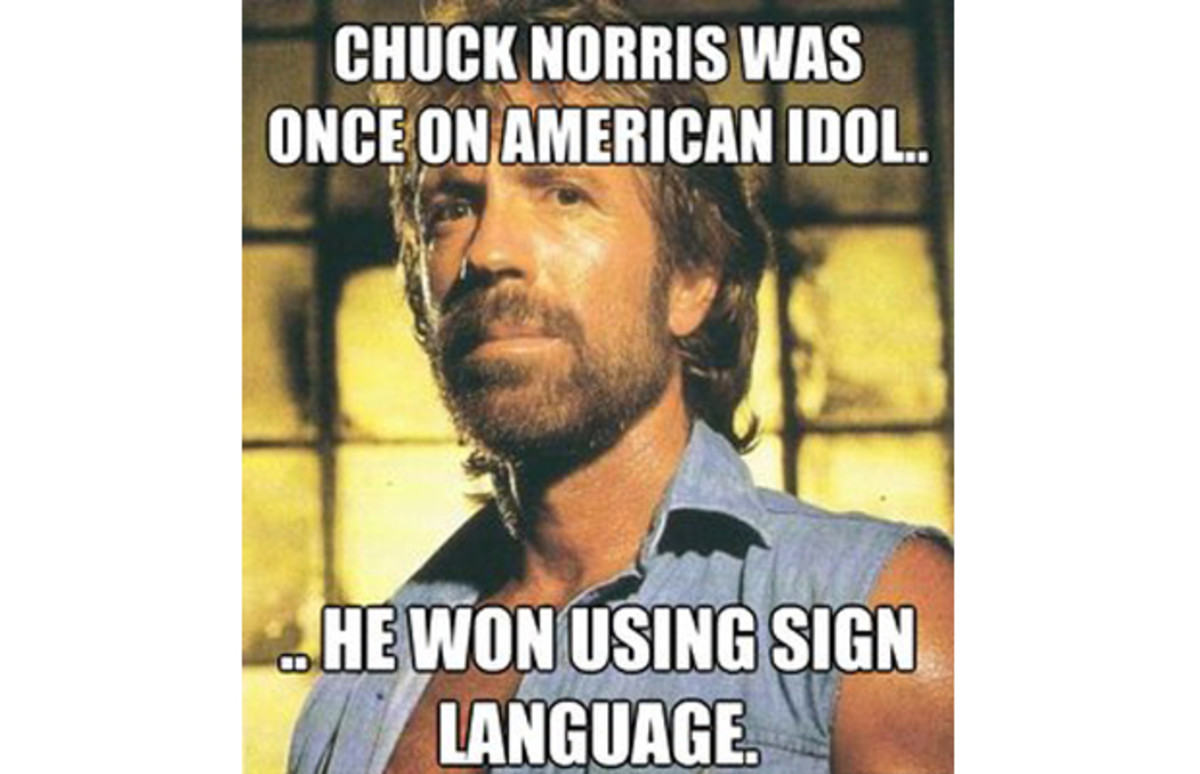 CHUCK NORRIS WAS
ONCE ON AMERICAN IDOL..
.. HE WON USING SIGN
LANGUAGE.